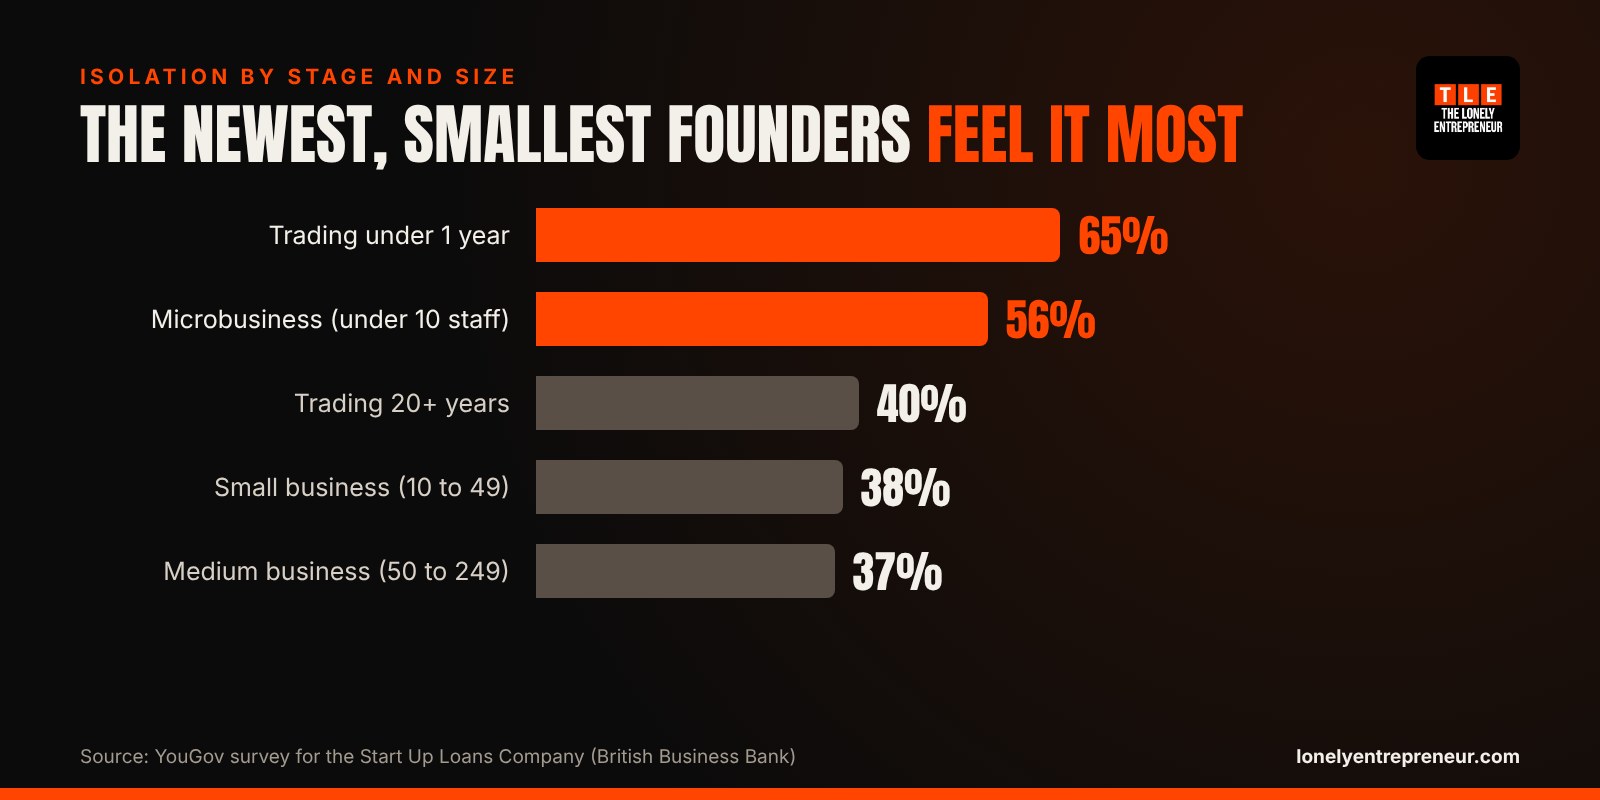 ISOLATION BY STAGE AND SIZE
THE NEWEST, SMALLEST FOUNDERS FEEL IT MOST
TLE
THE LONELY
ENTREPRENEUR
Trading under 1 year 65%
Microbusiness (under 10 staff) 56%
Trading 20+ years 40%
Small business (10 to 49) 38%
Medium business (50 to 249) 37%
Source: YouGov survey for the Start Up Loans Company (British Business Bank)
lonelyentrepreneur.com